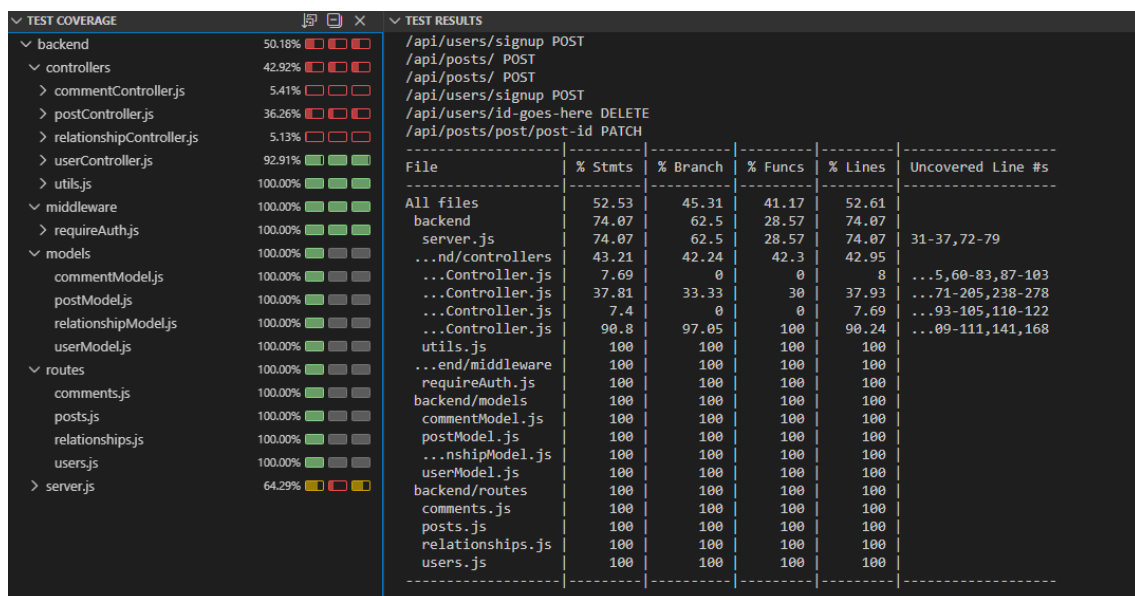 TEST COVERAGE
backend 50.18%
controllers 42.92%
commentController.js 5.41%
postController.js 36.26%
relationshipController.js 5.13%
userController.js 92.91%
utils.js 100.00%
middleware 100.00%
requireAuth.js 100.00%
models 100.00%
commentModel.js 100.00%
postModel.js 100.00%
relationshipModel.js 100.00%
userModel.js 100.00%
routes 100.00%
comments.js 100.00%
posts.js 100.00%
relationships.js 100.00%
users.js 100.00%
server.js 64.29%
TEST RESULTS
/api/users/signup POST
/api/posts/ POST
/api/posts/ POST
/api/users/signup POST
/api/users/id-goes-here DELETE
/api/posts/post/post-id PATCH
-------------------|---------|----------|---------|---------|-------------------
File | % Stmts | % Branch | % Funcs | % Lines | Uncovered Line #s
-------------------|---------|----------|---------|---------|-------------------
All files | 52.53 | 45.31 | 41.17 | 52.61 |
backend | 74.07 | 62.5 | 28.57 | 74.07 |
server.js | 74.07 | 62.5 | 28.57 | 74.07 | 31-37,72-79
...nd/controllers | 43.21 | 42.24 | 42.3 | 42.95 |
...Controller.js | 7.69 | 0 | 0 | 8 | ...5,60-83,87-103
...Controller.js | 37.81 | 33.33 | 30 | 37.93 | ...71-205,238-278
...Controller.js | 7.4 | 0 | 0 | 7.69 | ...93-105,110-122
...Controller.js | 90.8 | 97.05 | 100 | 90.24 | ...09-111,141,168
utils.js | 100 | 100 | 100 | 100 |
...end/middleware | 100 | 100 | 100 | 100 |
requireAuth.js | 100 | 100 | 100 | 100 |
backend/models | 100 | 100 | 100 | 100 |
commentModel.js | 100 | 100 | 100 | 100 |
postModel.js | 100 | 100 | 100 | 100 |
...nshipModel.js | 100 | 100 | 100 | 100 |
userModel.js | 100 | 100 | 100 | 100 |
backend/routes | 100 | 100 | 100 | 100 |
comments.js | 100 | 100 | 100 | 100 |
posts.js | 100 | 100 | 100 | 100 |
relationships.js | 100 | 100 | 100 | 100 |
users.js | 100 | 100 | 100 | 100 |
-------------------|---------|----------|---------|---------|-------------------